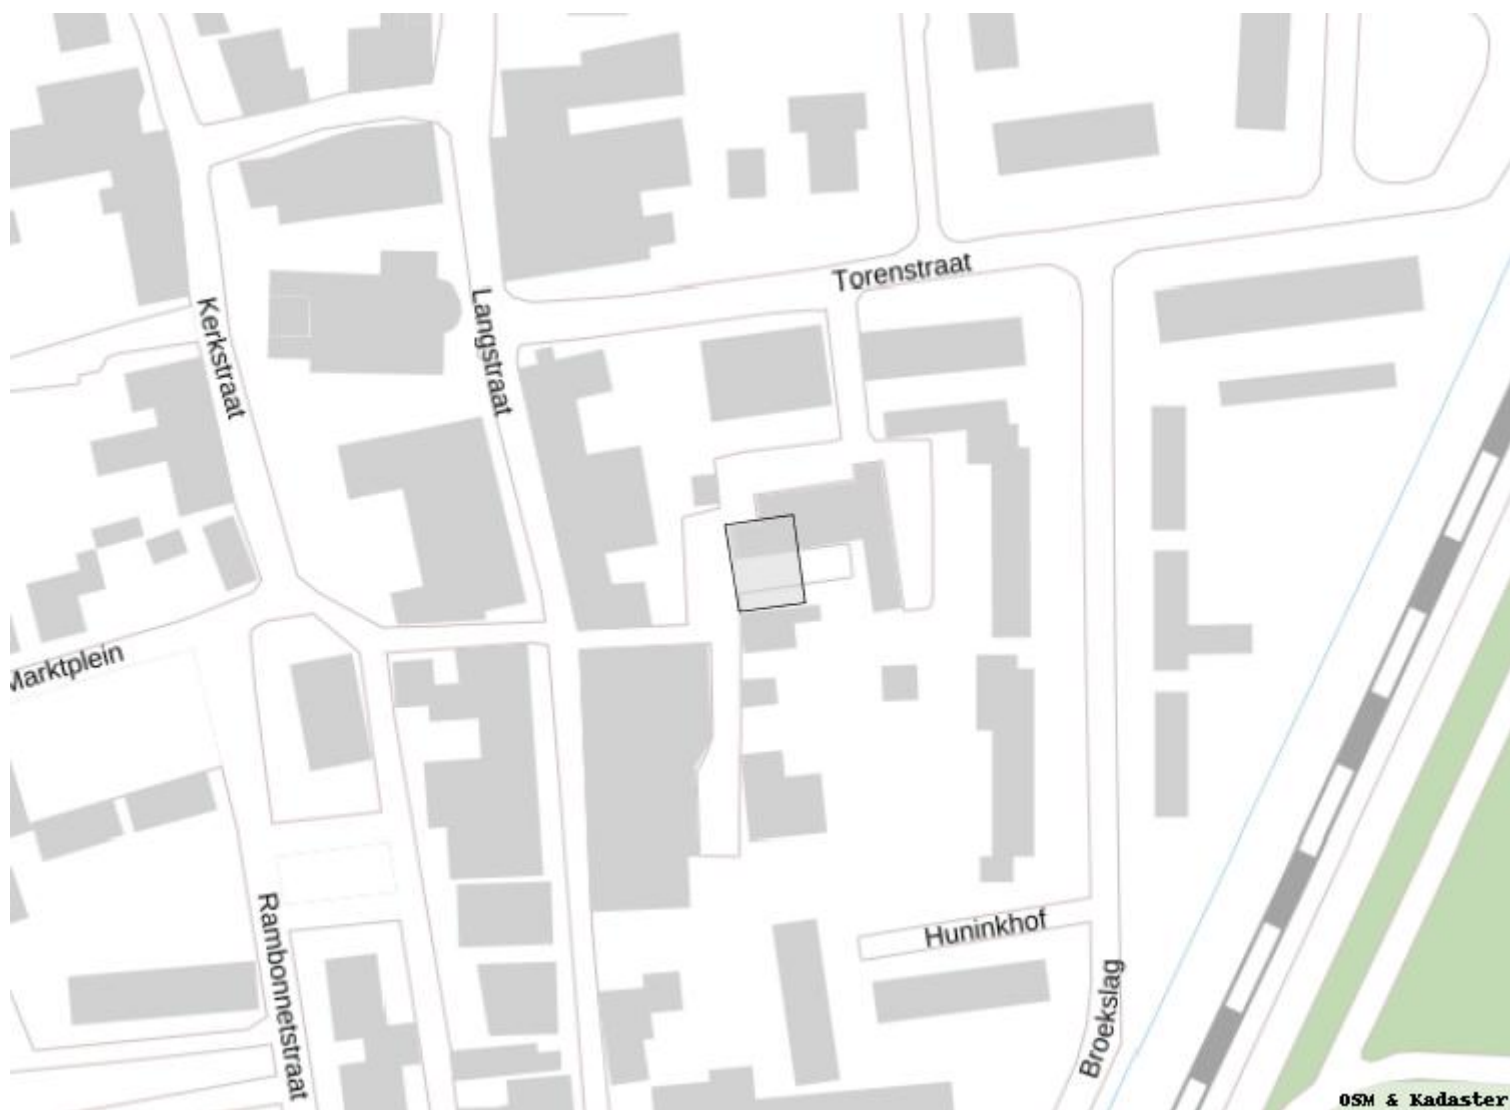 Torenstraat
Langstraat
Kerkstraat
Marktplein
Rambonnetstraat
Huninkhof
Broekslag
OSM & Kadaster